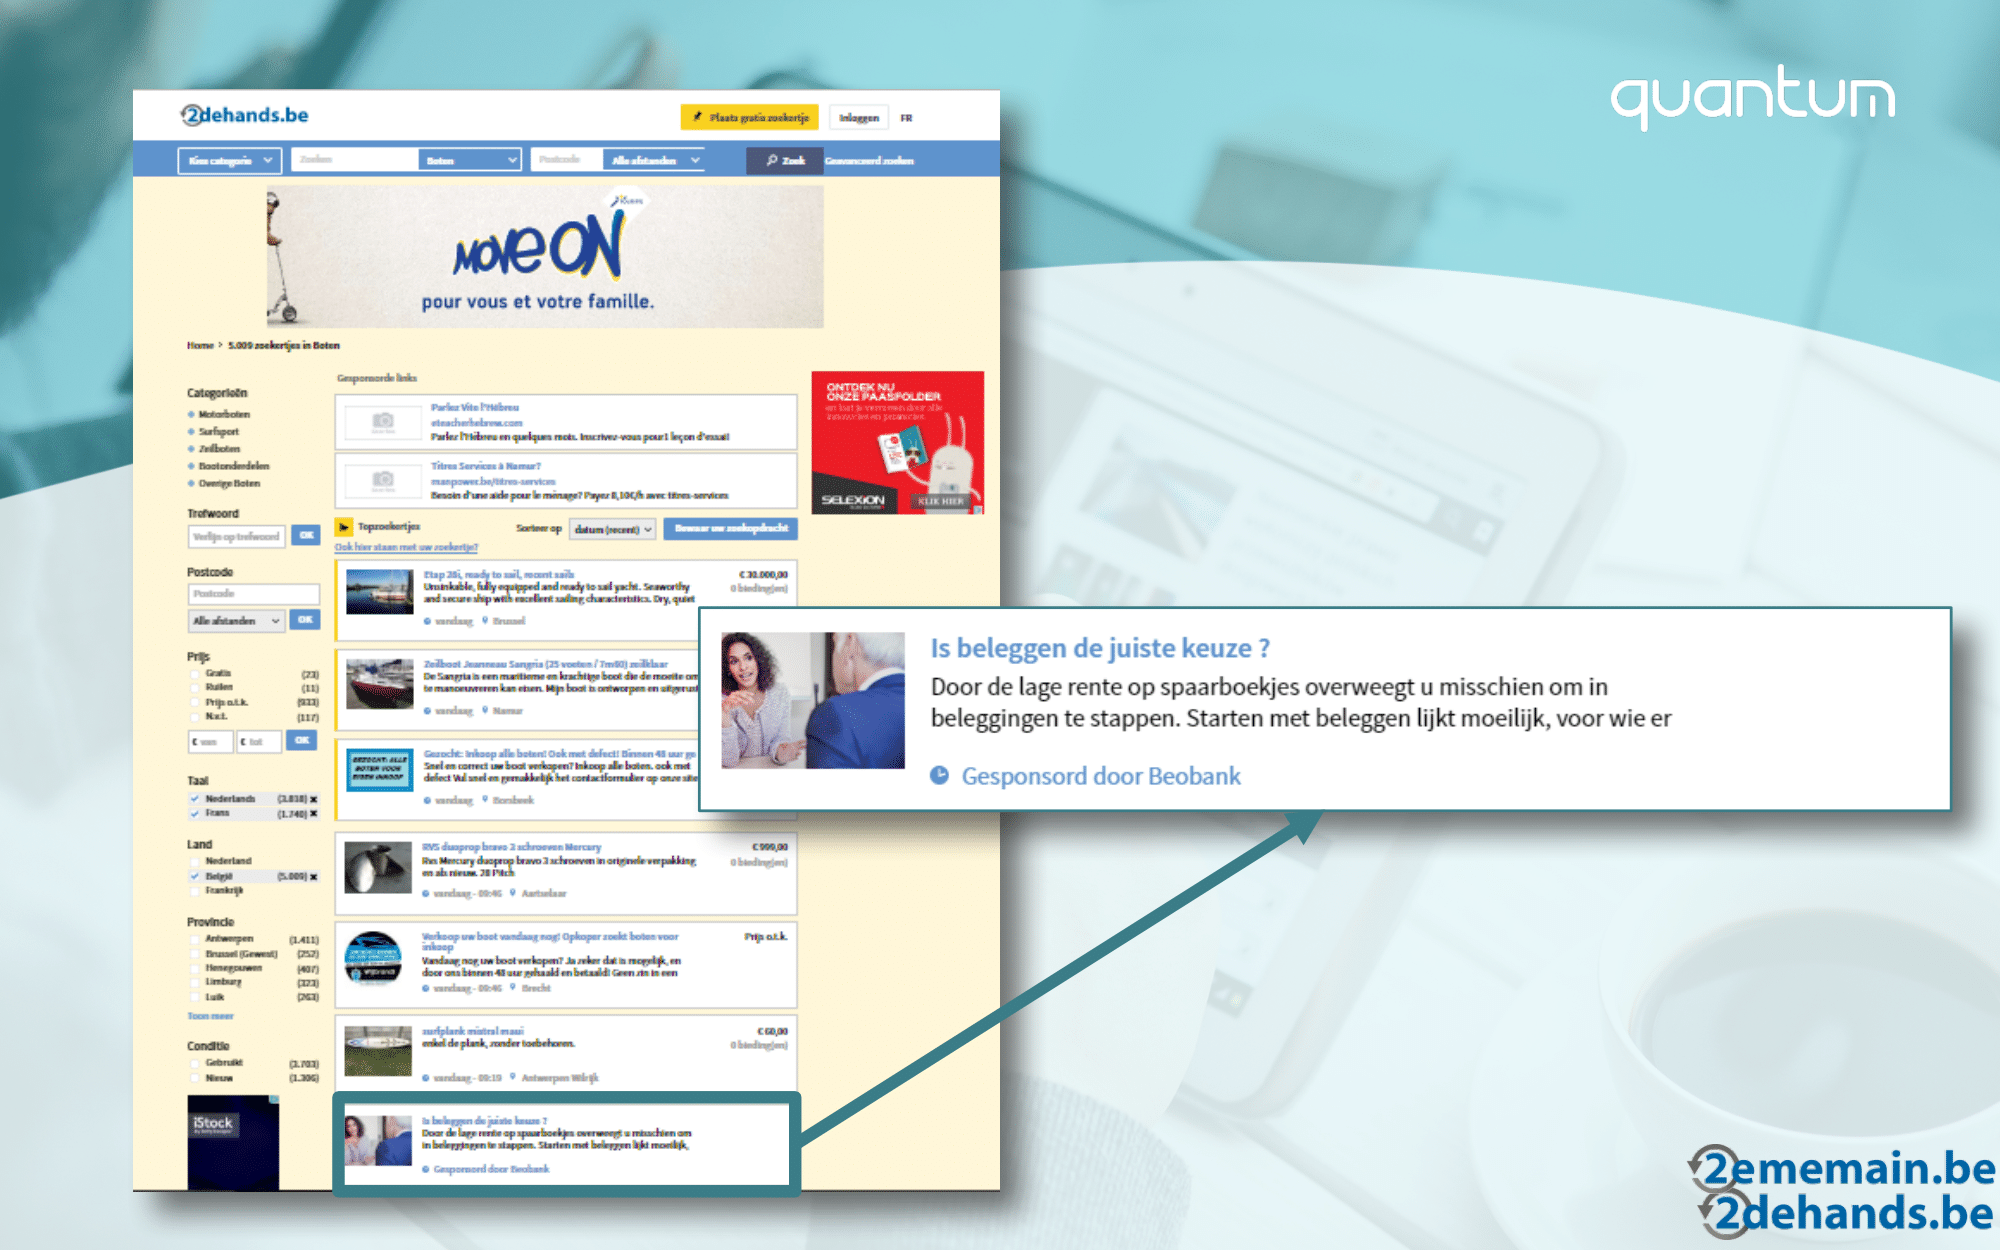 quantum
2dehands.be
Plaats gratis zoekertje
Inloggen
FR
Kies categorie
Zoeken
Boten
Postcode
Alle afstanden
Zoek
Geavanceerd zoeken
MOVE ON
pour vous et votre famille.
Home > 5.009 zoekertjes in Boten
Categorieën
Motorboten
Surfsport
Zeilboten
Bootonderdelen
Overige Boten
Trefwoord
Verfijn op trefwoord
OK
Postcode
Postcode
Alle afstanden
OK
Prijs
Gratis (23)
Ruilen (11)
Prijs o.t.k. (933)
N.o.t. (117)
€ van
€ tot
OK
Taal
Nederlands (3.818)
Frans (1.740)
Land
Nederland
België (5.009)
Frankrijk
Provincie
Antwerpen (1.411)
Brussel (Gewest) (252)
Henegouwen (407)
Limburg (323)
Luik (263)
Toon meer
Conditie
Gebruikt (3.703)
Nieuw (1.306)
iStock
Gesponsorde links
Parlez Vite l'Hébreu
eteacherhebrew.com
Parlez l'Hébreu en quelques mots. Inscrivez-vous pour1 leçon d'essai!
Titres Services à Namur?
manpower.be/titres-services
Besoin d'une aide pour le ménage? Payez 8,10€/h avec titres-services
Topzoekertjes
Sorteer op
datum (recent)
Bewaar uw zoekopdracht
Ook hier staan met uw zoekertje?
Etap 28i, ready to sail, recent sails
€ 30.000,00
Unsinkable, fully equipped and ready to sail yacht. Seaworthy
0 bieding(en)
and secure ship with excellent sailing characteristics. Dry, quiet
vandaag Brussel
Zeilboot Jeanneau Sangria (25 voeten / 7m60) zeilklaar
De Sangria is een maritieme en krachtige boot die de moeite om
te manoeuvreren kan eisen. Mijn boot is ontworpen en uitgerust
vandaag Namur
GEZOCHT: ALLE
BOTEN VOOR
EIGEN INKOOP
Gezocht: Inkoop alle boten! Ook met defect! Binnen 48 uur ge
Snel en correct uw boot verkopen? Inkoop alle boten. ook met
defect Vul snel en gemakkelijk het contactformulier op onze site
vandaag Borsbeek
RVS duoprop bravo 3 schroeven Mercury
€ 999,00
Rvs Mercury duoprop bravo 3 schroeven in originele verpakking
0 bieding(en)
en als nieuw. 28 Pitch
vandaag - 09:46 Aartselaar
Verkoop uw boot vandaag nog! Opkoper zoekt boten voor
inkoop
Prijs o.t.k.
Vandaag nog uw boot verkopen? Ja zeker dat is mogelijk, en
door ons binnen 48 uur gehaald en betaald! Geen zin in een
vandaag - 09:46 Brecht
surfplank mistral maui
€ 60,00
enkel de plank, zonder toebehoren.
0 bieding(en)
vandaag - 09:19 Antwerpen Wilrijk
Is beleggen de juiste keuze ?
Door de lage rente op spaarboekjes overweegt u misschien om
in beleggingen te stappen. Starten met beleggen lijkt moeilijk,
Gesponsord door Beobank
ONTDEK NU
ONZE PAASFOLDER
SELEXION
KLIK HIER
Is beleggen de juiste keuze ?
Door de lage rente op spaarboekjes overweegt u misschien om in
beleggingen te stappen. Starten met beleggen lijkt moeilijk, voor wie er
Gesponsord door Beobank
2ememain.be
2dehands.be